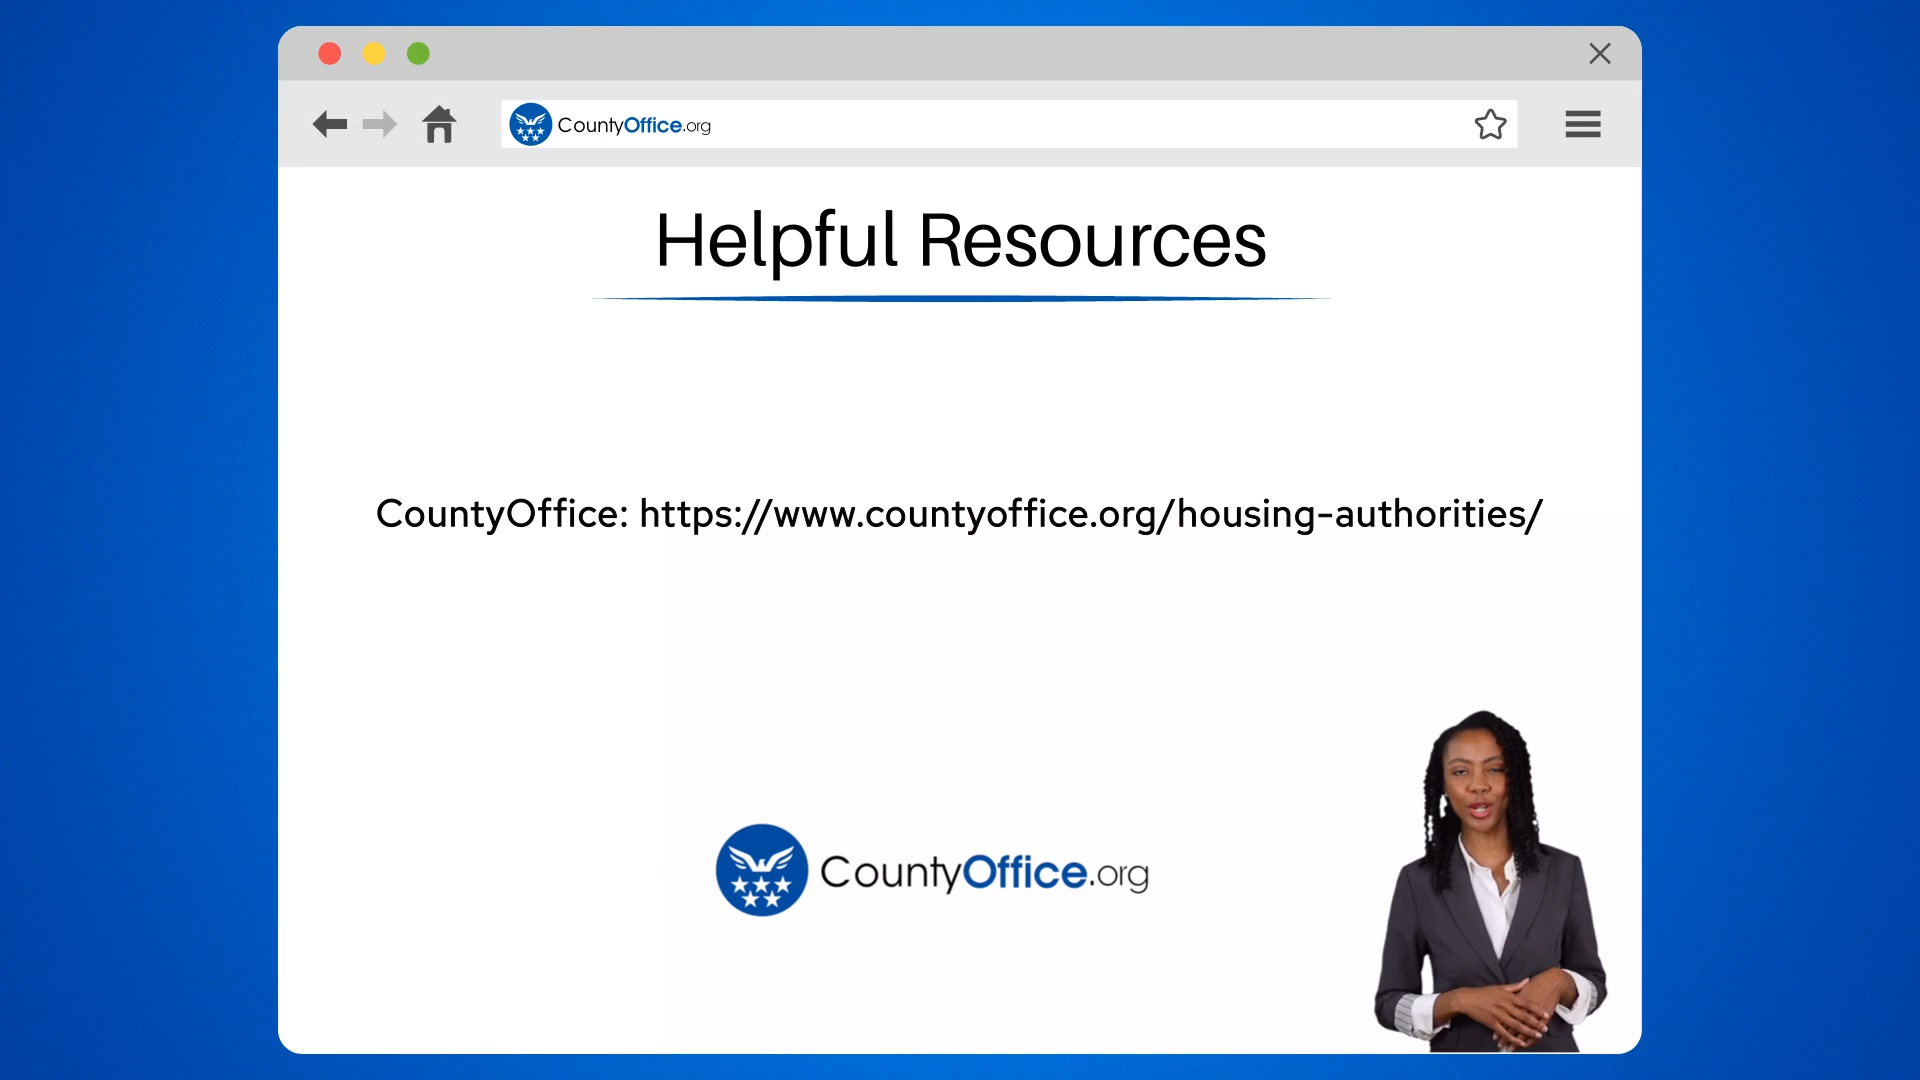 CountyOffice.org
Helpful Resources
CountyOffice: https://www.countyoffice.org/housing-authorities/
CountyOffice.org